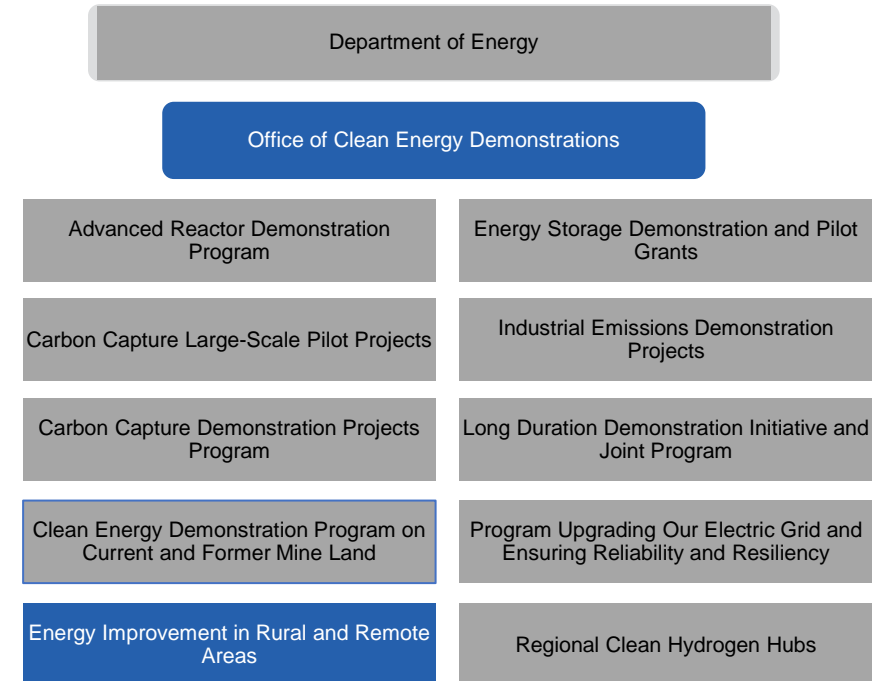 Department of Energy
Office of Clean Energy Demonstrations
Advanced Reactor Demonstration
Program
Energy Storage Demonstration and Pilot
Grants
Carbon Capture Large-Scale Pilot Projects
Industrial Emissions Demonstration
Projects
Carbon Capture Demonstration Projects
Program
Long Duration Demonstration Initiative and
Joint Program
Clean Energy Demonstration Program on
Current and Former Mine Land
Program Upgrading Our Electric Grid and
Ensuring Reliability and Resiliency
Energy Improvement in Rural and Remote
Areas
Regional Clean Hydrogen Hubs